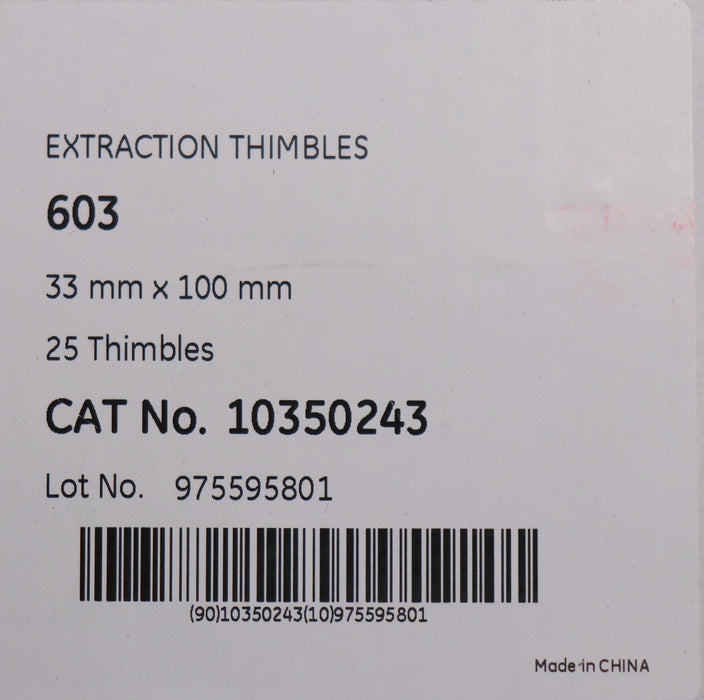 EXTRACTION THIMBLES
603
33 mm x 100 mm
25 Thimbles
CAT No. 10350243
Lot No. 975595801
(90)10350243(10)975595801
Made in CHINA